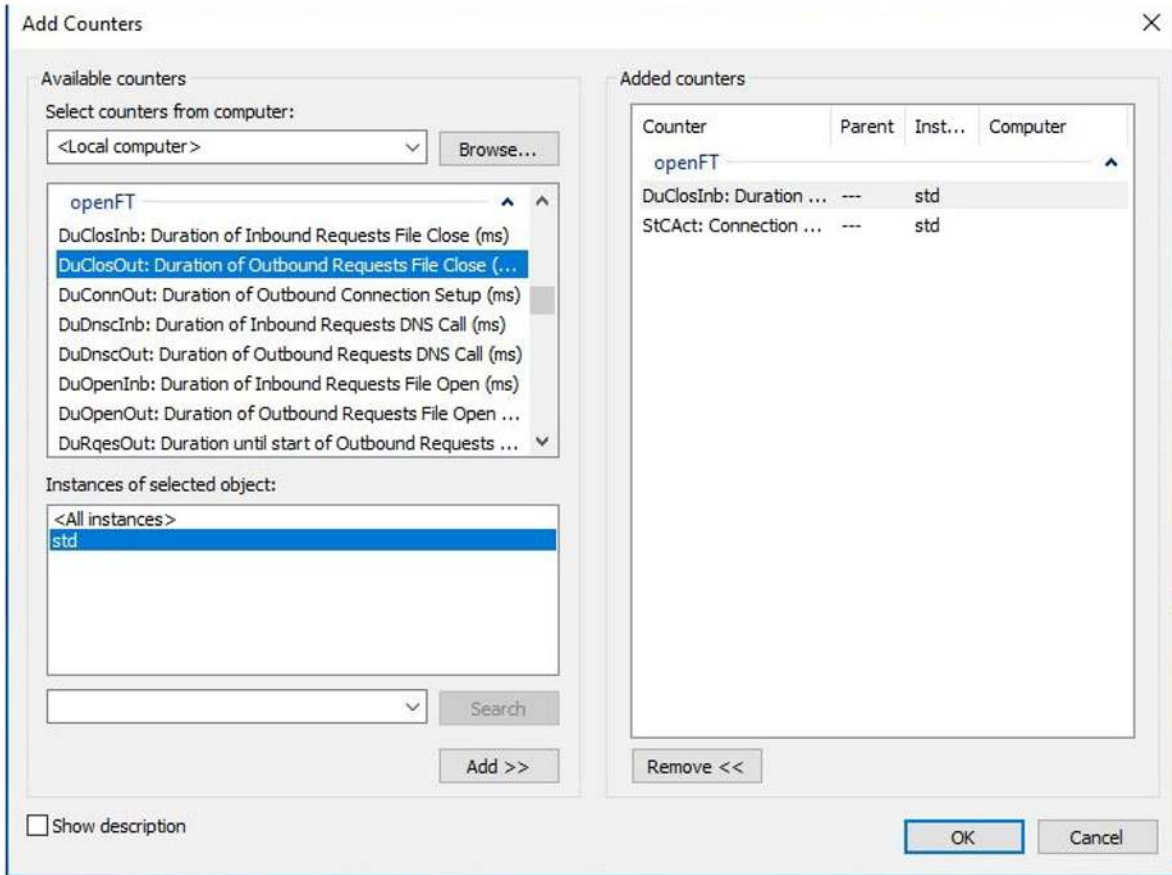 Add Counters
Available counters
Select counters from computer:
<Local computer>
Browse...
openFT
DuClosInb: Duration of Inbound Requests File Close (ms)
DuClosOut: Duration of Outbound Requests File Close (...
DuConnOut: Duration of Outbound Connection Setup (ms)
DuDnscInb: Duration of Inbound Requests DNS Call (ms)
DuDnscOut: Duration of Outbound Requests DNS Call (ms)
DuOpenInb: Duration of Inbound Requests File Open (ms)
DuOpenOut: Duration of Outbound Requests File Open ...
DuRqesOut: Duration until start of Outbound Requests ...
Instances of selected object:
<All instances>
std
Search
Add >>
Show description
Added counters
Counter Parent Inst... Computer
openFT
DuClosInb: Duration ... --- std
StCAct: Connection ... --- std
Remove <<
OK Cancel